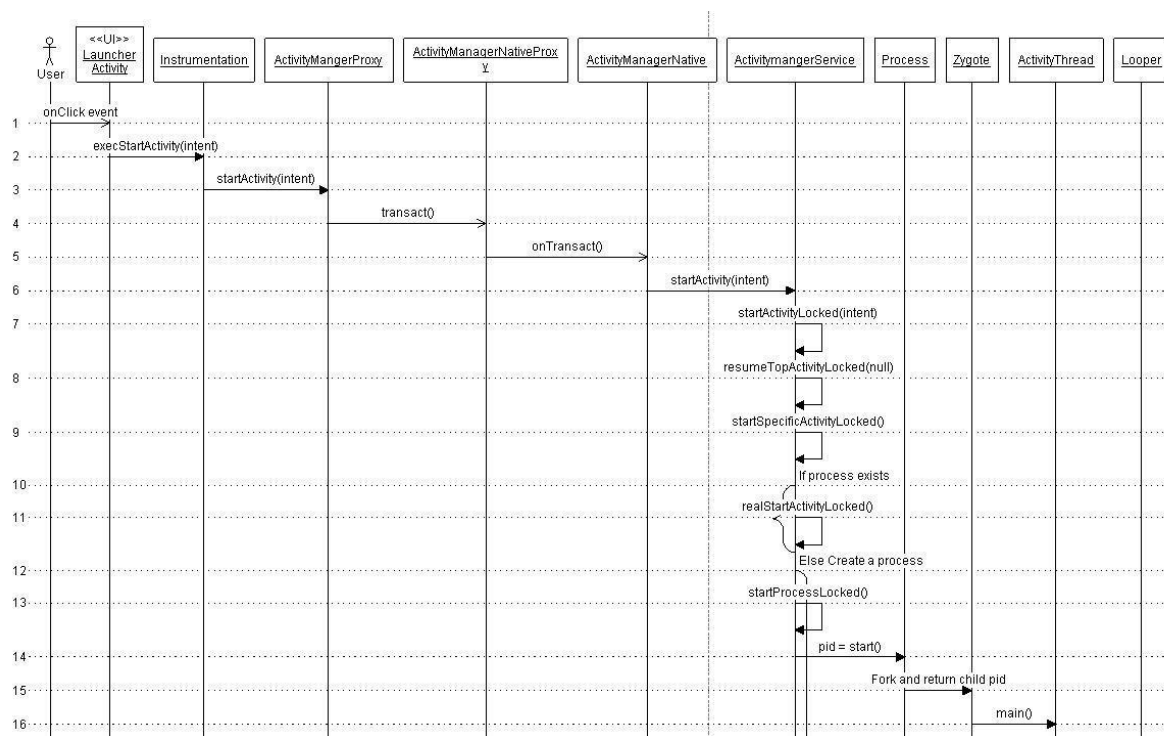 <<UI>>
Launcher
Activity
User
Instrumentation
ActivityMangerProxy
ActivityManagerNativeProx
y
ActivityManagerNative
ActivitymangerService
Process
Zygote
ActivityThread
Looper
onClick event
1
execStartActivity(intent)
2
startActivity(intent)
3
transact()
4
onTransact()
5
startActivity(intent)
6
startActivityLocked(intent)
7
resumeTopActivityLocked(null)
8
startSpecificActivityLocked()
9
If process exists
10
realStartActivityLocked()
11
Else Create a process
12
startProcessLocked()
13
pid = start()
14
Fork and return child pid
15
main()
16